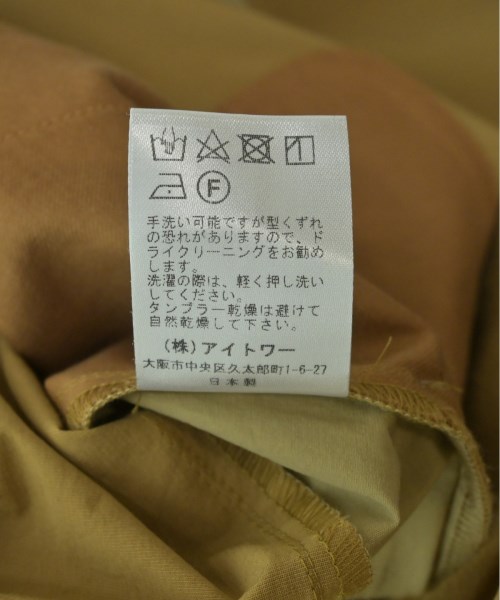 F
手洗い可能ですが型くずれ
の恐れがありますので、ド
ライクリーニングをお勧め
します。
洗濯の際は、軽く押し洗い
してください。
タンブラー乾燥は避けて
自然乾燥して下さい。
(株)アイトワー
大阪市中央区久太郎町1-6-27
日本製